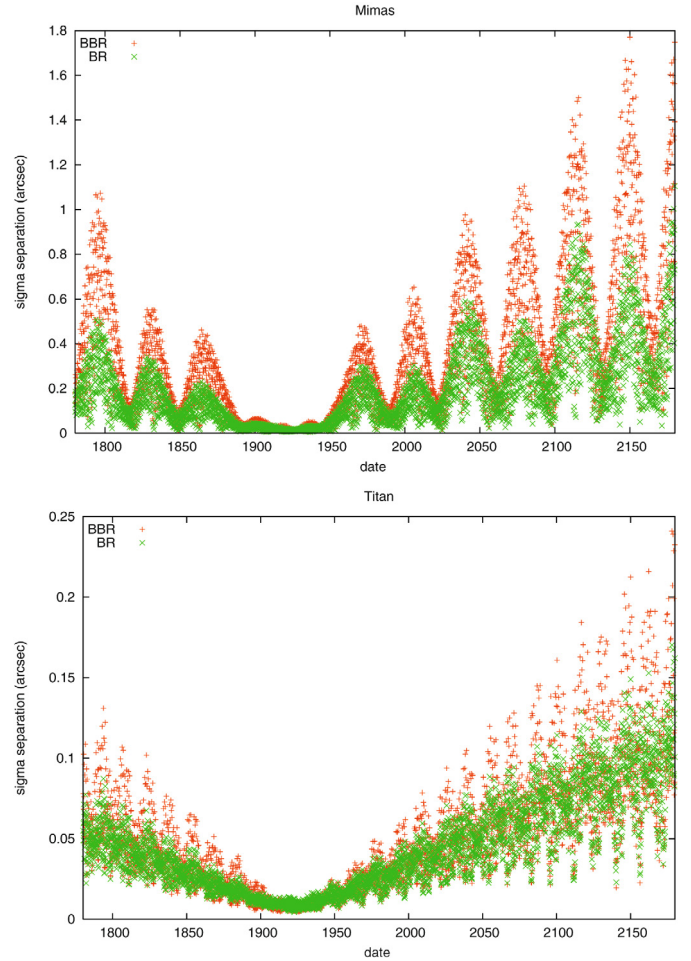 Mimas
BBR
BR
1.8
1.6
1.4
1.2
1
0.8
0.6
0.4
0.2
0
sigma separation (arcsec)
1800 1850 1900 1950 2000 2050 2100 2150
date
Titan
BBR
BR
0.25
0.2
0.15
0.1
0.05
0
sigma separation (arcsec)
1800 1850 1900 1950 2000 2050 2100 2150
date